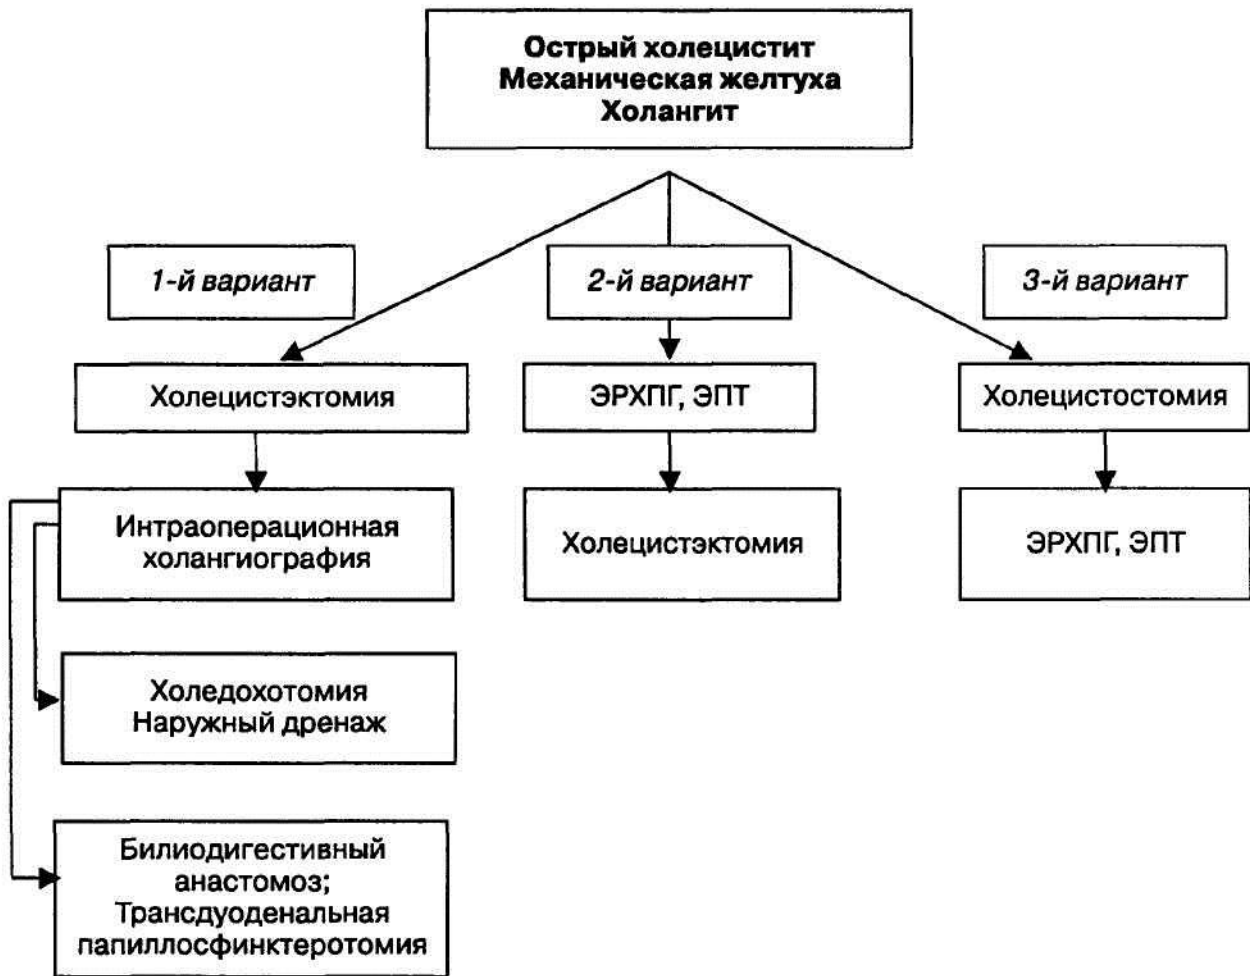 Острый холецистит
Механическая желтуха
Холангит
1-й вариант
2-й вариант
3-й вариант
Холецистэктомия
ЭРХПГ, ЭПТ
Холецистостомия
Интраоперационная
холангиография
Холецистэктомия
ЭРХПГ, ЭПТ
Холедохотомия
Наружный дренаж
Билиодигестивный
анастомоз;
Трансдуоденальная
папиллосфинктеротомия